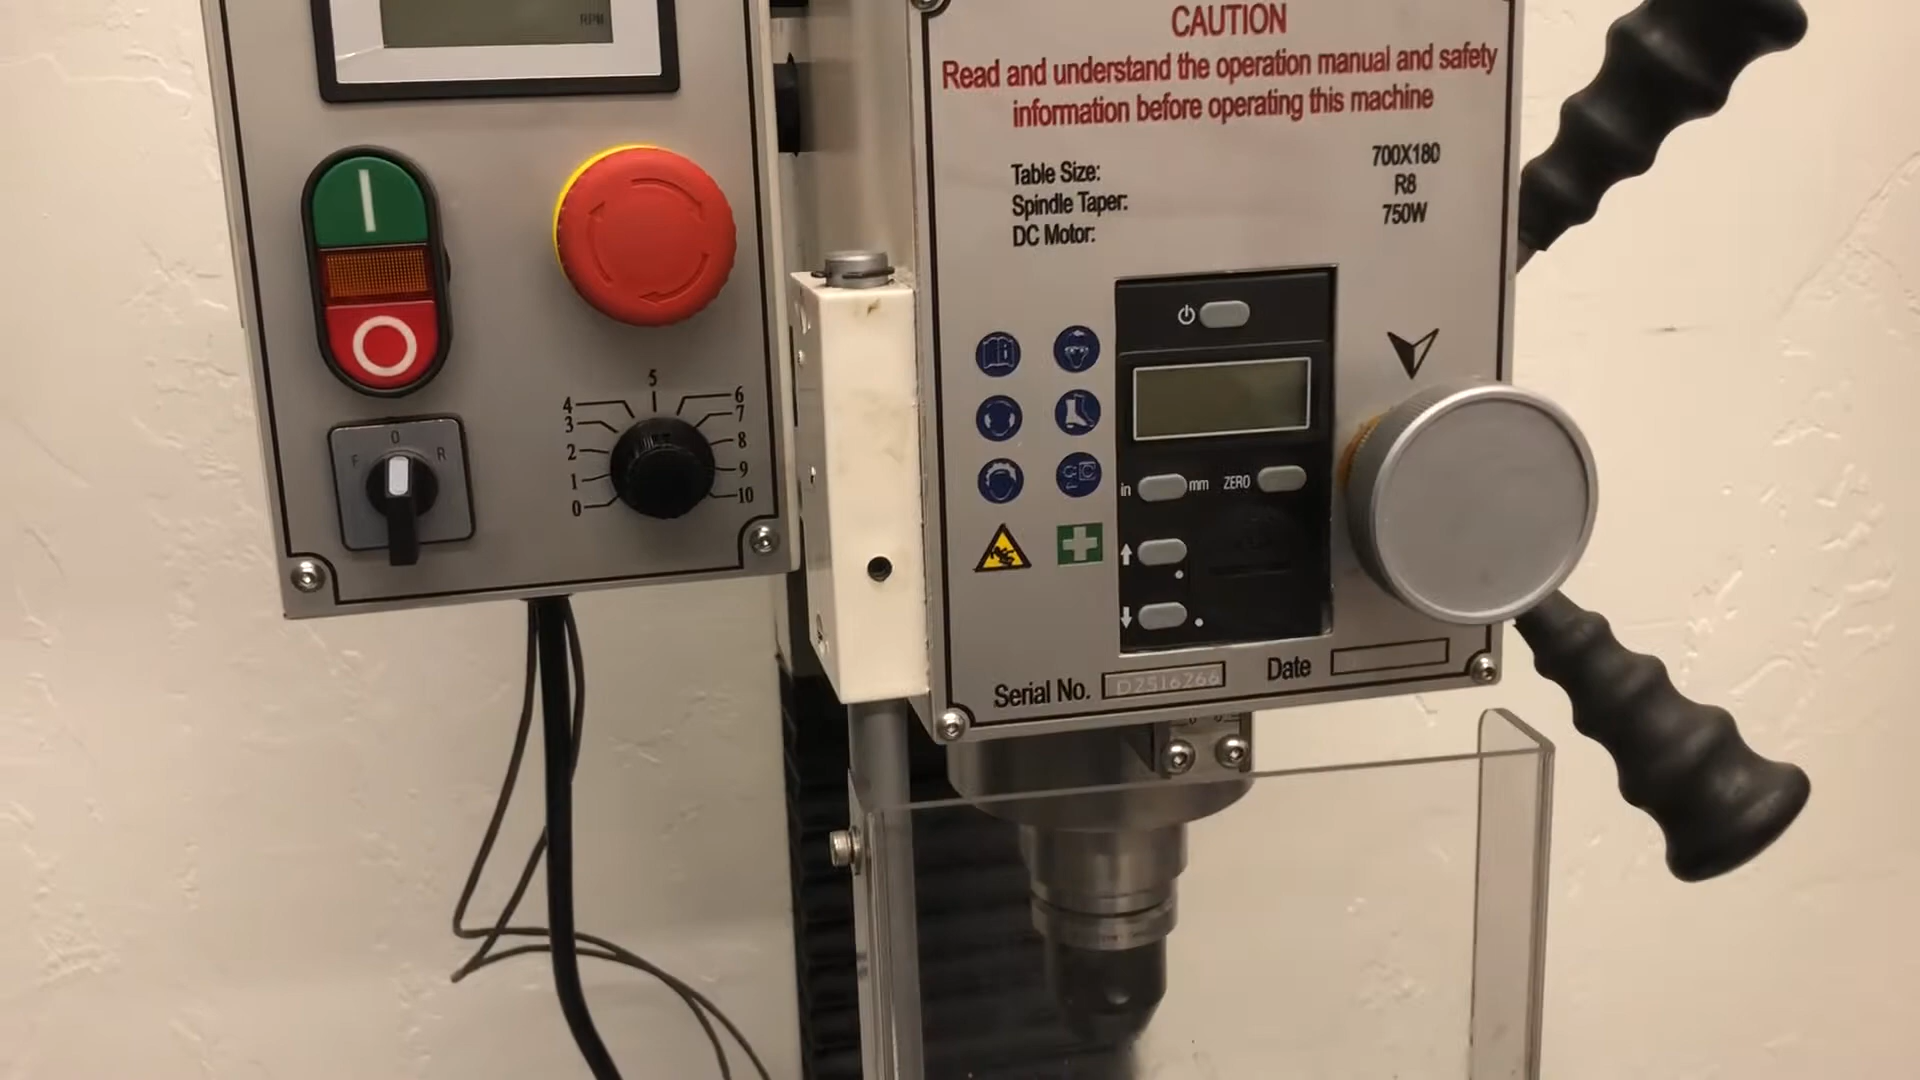 RPM
CAUTION
Read and understand the operation manual and safety
information before operating this machine
Table Size: 700X180
Spindle Taper: R8
DC Motor: 750W
F O R
0 1 2 3 4 5 6 7 8 9 10
in mm ZERO
Serial No. D2516266 Date